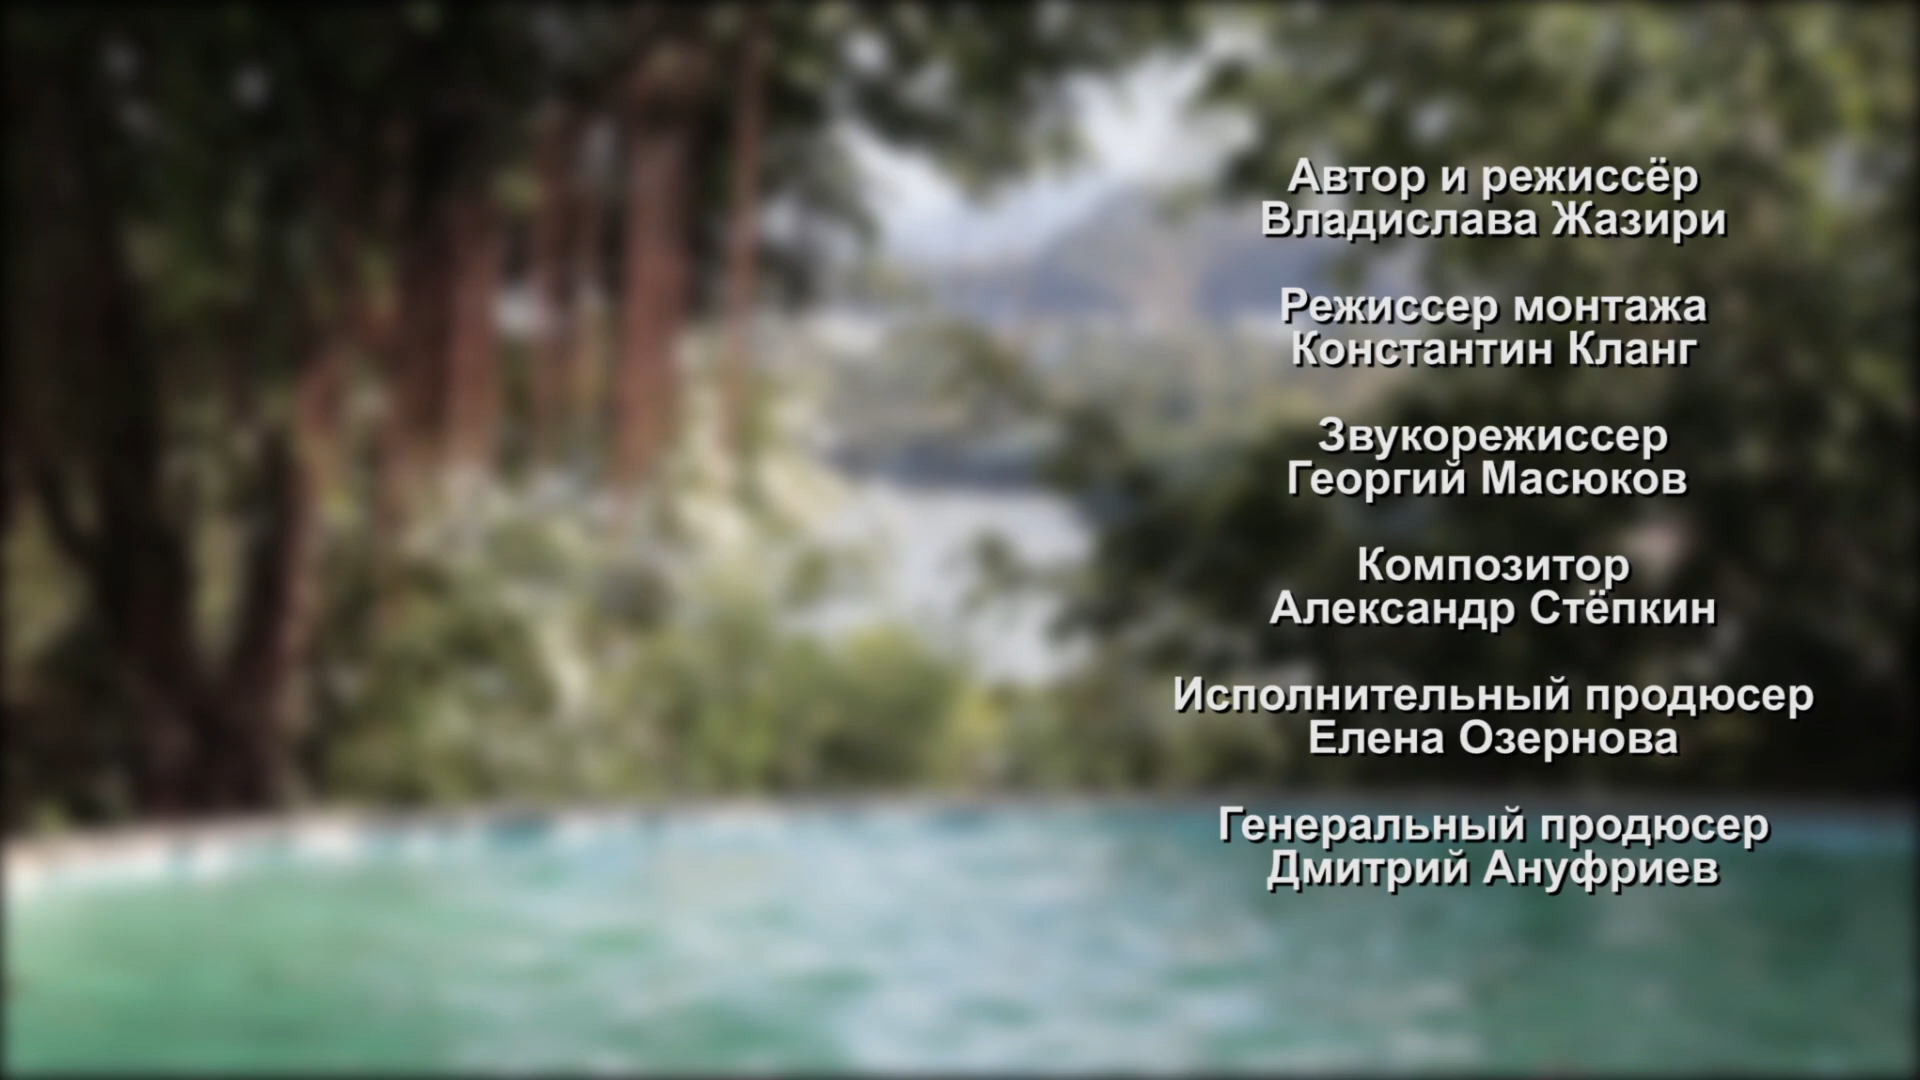 Автор и режиссёр
Владислава Жазири
Режиссер монтажа
Константин Кланг
Звукорежиссер
Георгий Масюков
Композитор
Александр Стёпкин
Исполнительный продюсер
Елена Озернова
Генеральный продюсер
Дмитрий Ануфриев